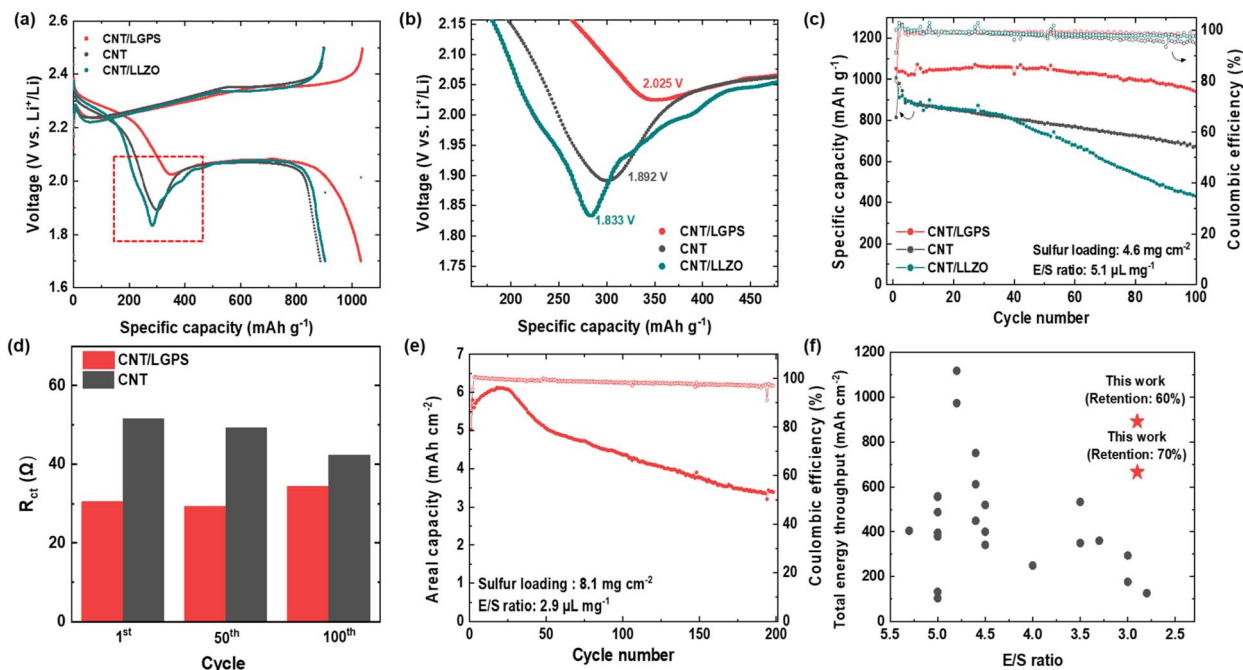 (a)
CNT/LGPS
CNT
CNT/LLZO
Voltage (V vs. Li⁺/Li)
2.6
2.4
2.2
2.0
1.8
1.6
0 200 400 600 800 1000
Specific capacity (mAh g⁻¹)
(b)
Voltage (V vs. Li⁺/Li)
2.15
2.10
2.05
2.00
1.95
1.90
1.85
1.80
1.75
2.025 V
1.892 V
1.833 V
CNT/LGPS
CNT
CNT/LLZO
200 250 300 350 400 450
Specific capacity (mAh g⁻¹)
(c)
Specific capacity (mAh g⁻¹)
1200
1000
800
600
400
200
0
100
80
60
40
20
0
Coulombic efficiency (%)
CNT/LGPS
CNT
CNT/LLZO
Sulfur loading: 4.6 mg cm⁻²
E/S ratio: 5.1 µL mg⁻¹
0 20 40 60 80 100
Cycle number
(d)
CNT/LGPS
CNT
R_ct (Ω)
60
40
20
0
1ˢᵗ 50ᵗʰ 100ᵗʰ
Cycle
(e)
Areal capacity (mAh cm⁻²)
7
6
5
4
3
2
1
0
100
80
60
40
20
0
Coulombic efficiency (%)
Sulfur loading : 8.1 mg cm⁻²
E/S ratio: 2.9 µL mg⁻¹
0 25 50 75 100 125 150 175 200
Cycle number
(f)
Total energy throughput (mAh cm⁻²)
1200
1000
800
600
400
200
0
This work
(Retention: 60%)
This work
(Retention: 70%)
5.0 4.5 4.0 3.5 3.0 2.5
E/S ratio